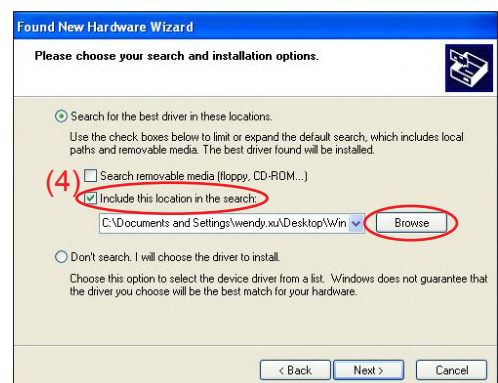 Found New Hardware Wizard
Please choose your search and installation options.
Search for the best driver in these locations.
Use the check boxes below to limit or expand the default search, which includes local
paths and removable media. The best driver found will be installed.
Search removable media (floppy, CD-ROM...)
(4)
Include this location in the search:
C:\Documents and Settings\wendy.xu\Desktop\Win
Browse
Don't search. I will choose the driver to install.
Choose this option to select the device driver from a list. Windows does not guarantee that
the driver you choose will be the best match for your hardware.
< Back Next > Cancel